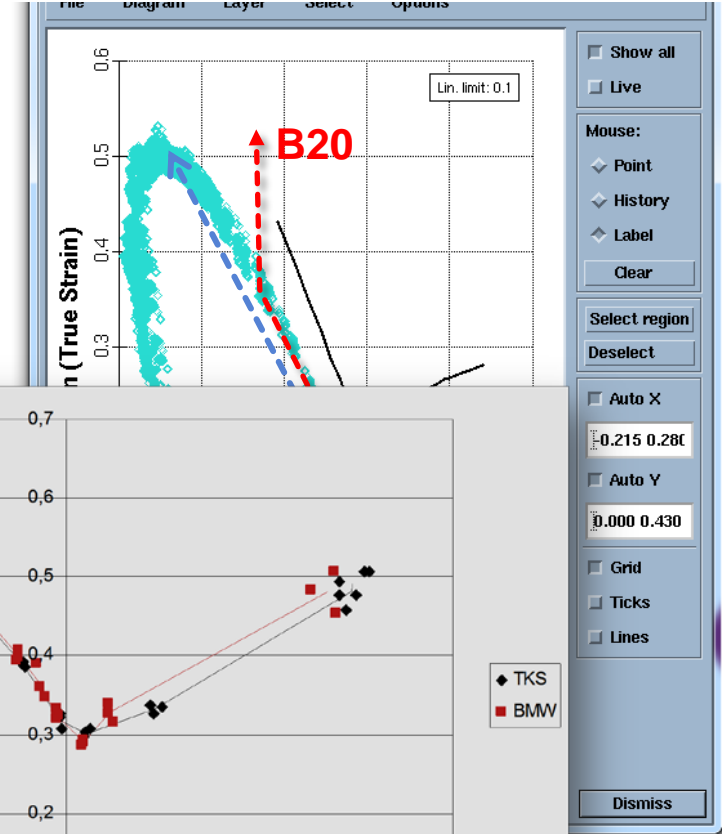 File Diagram Layer Select Options
0.6
Lin. limit: 0.1
B20
0.5
0.4
0.3
n (True Strain)
Show all
Live
Mouse:
Point
History
Label
Clear
Select region
Deselect
Auto X
-0.215 0.28(
Auto Y
0.000 0.430
Grid
Ticks
Lines
Dismiss
0,7
0,6
0,5
0,4
0,3
0,2
TKS
BMW